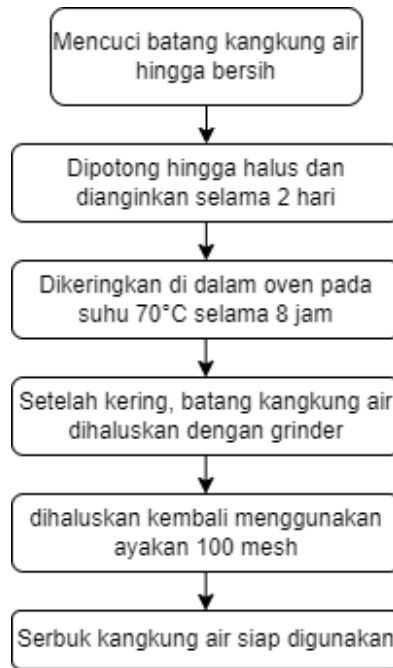 Mencuci batang kangkung air
hingga bersih
Dipotong hingga halus dan
dianginkan selama 2 hari
Dikeringkan di dalam oven pada
suhu 70°C selama 8 jam
Setelah kering, batang kangkung air
dihaluskan dengan grinder
dihaluskan kembali menggunakan
ayakan 100 mesh
Serbuk kangkung air siap digunakan